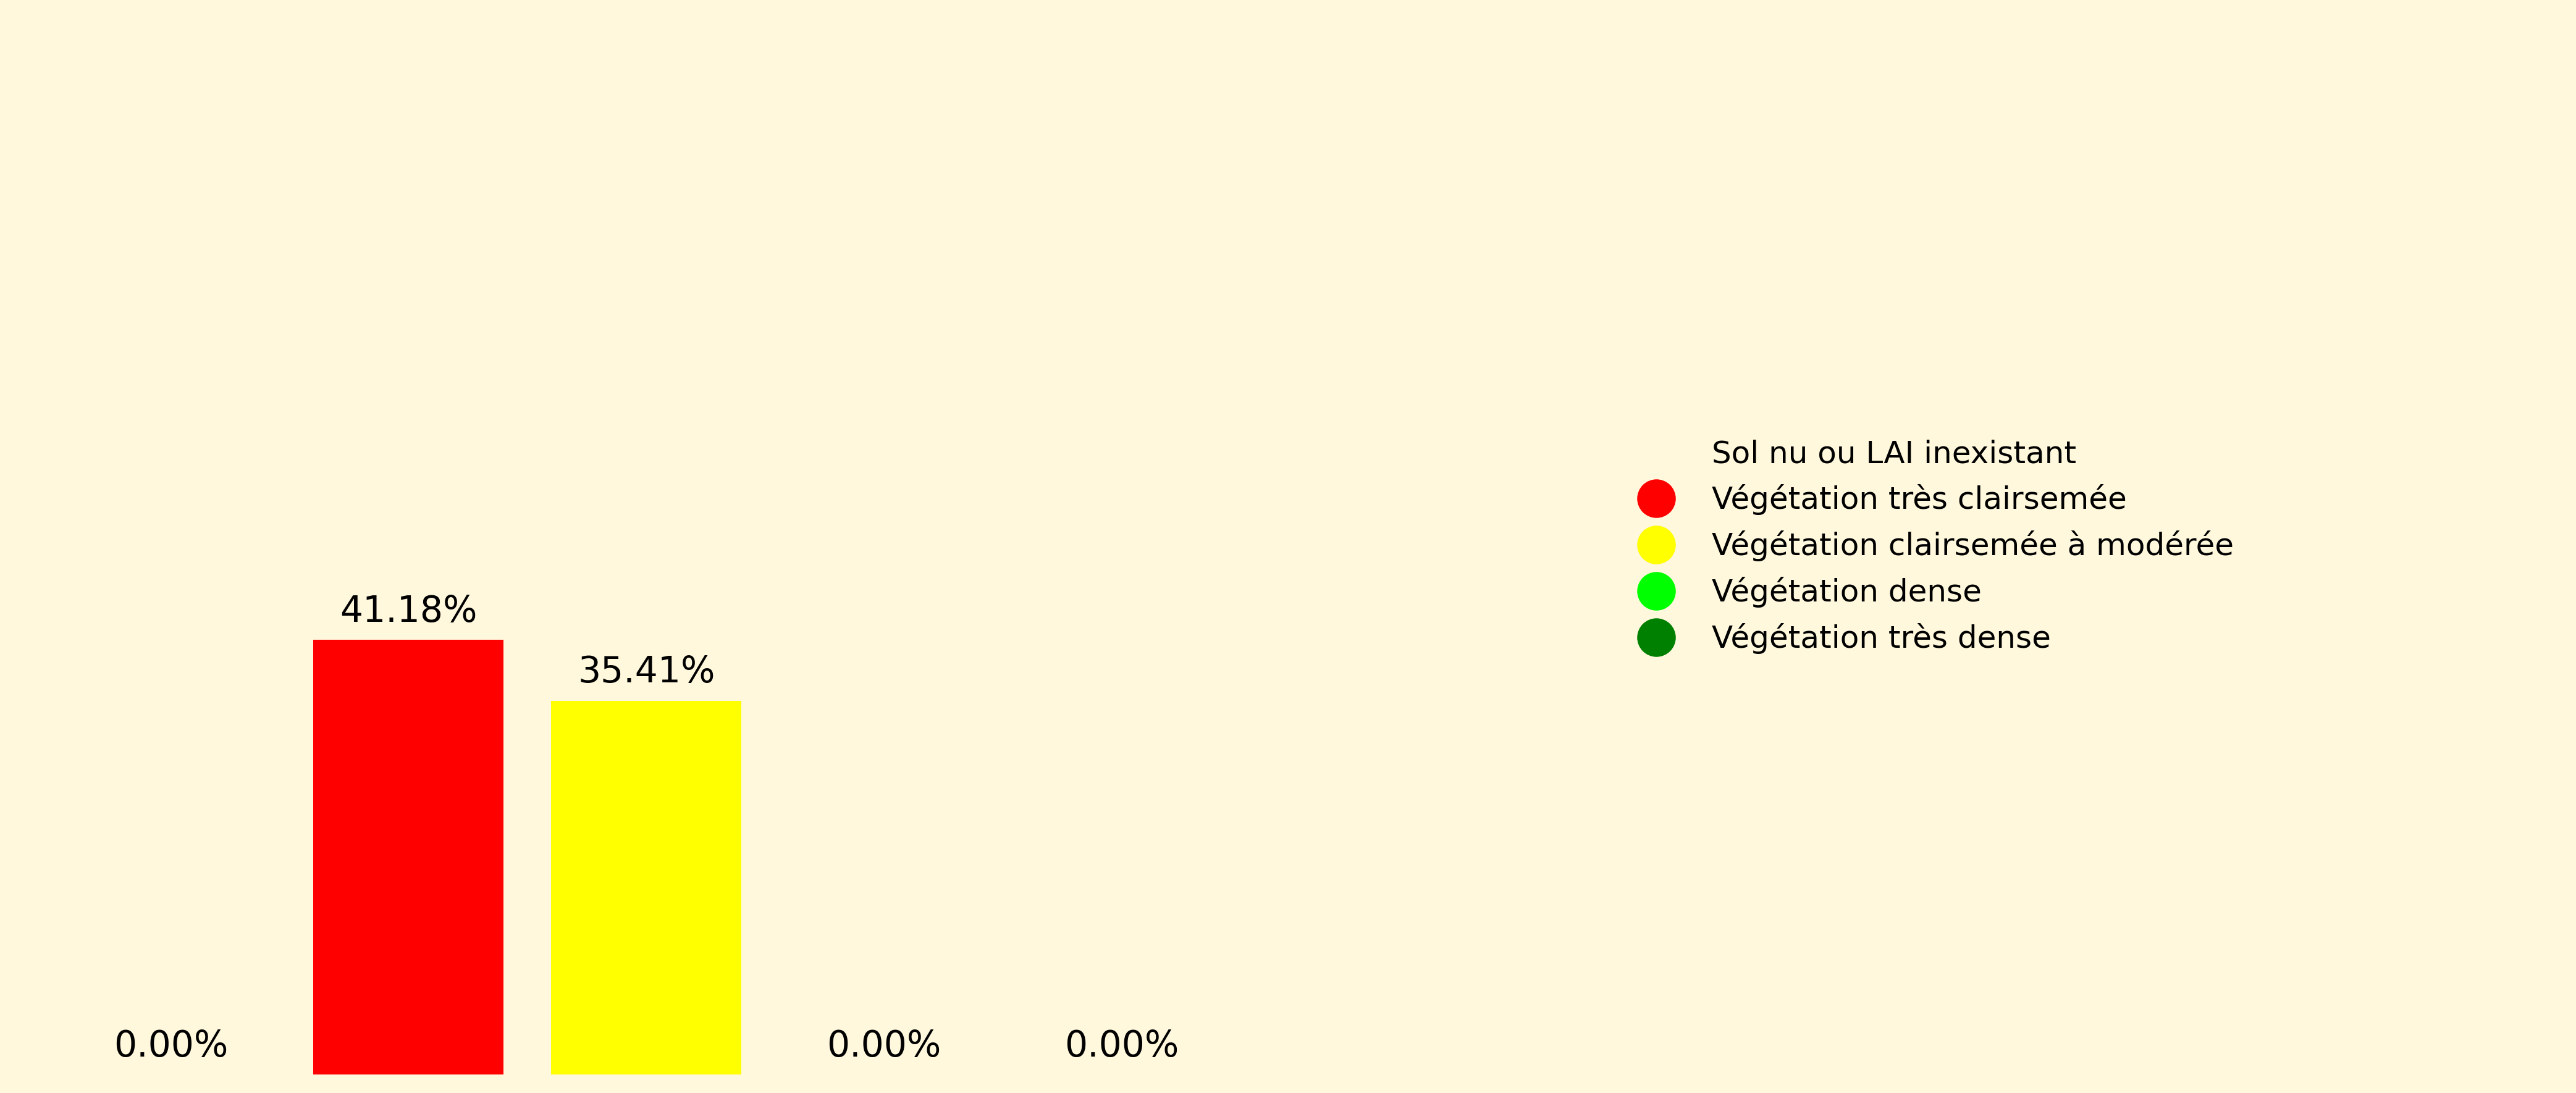 41.18%
35.41%
0.00%
0.00%
0.00%
Sol nu ou LAI inexistant
Végétation très clairsemée
Végétation clairsemée à modérée
Végétation dense
Végétation très dense